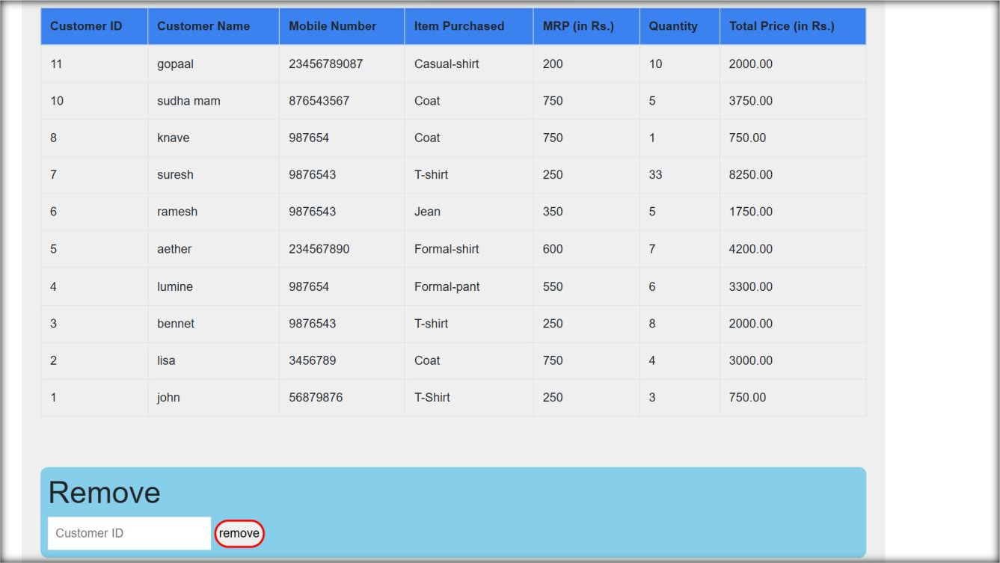 Customer ID Customer Name Mobile Number Item Purchased MRP (in Rs.) Quantity Total Price (in Rs.)
11 gopaal 23456789087 Casual-shirt 200 10 2000.00
10 sudha mam 876543567 Coat 750 5 3750.00
8 knave 987654 Coat 750 1 750.00
7 suresh 9876543 T-shirt 250 33 8250.00
6 ramesh 9876543 Jean 350 5 1750.00
5 aether 234567890 Formal-shirt 600 7 4200.00
4 lumine 987654 Formal-pant 550 6 3300.00
3 bennet 9876543 T-shirt 250 8 2000.00
2 lisa 3456789 Coat 750 4 3000.00
1 john 56879876 T-Shirt 250 3 750.00
Remove
Customer ID remove